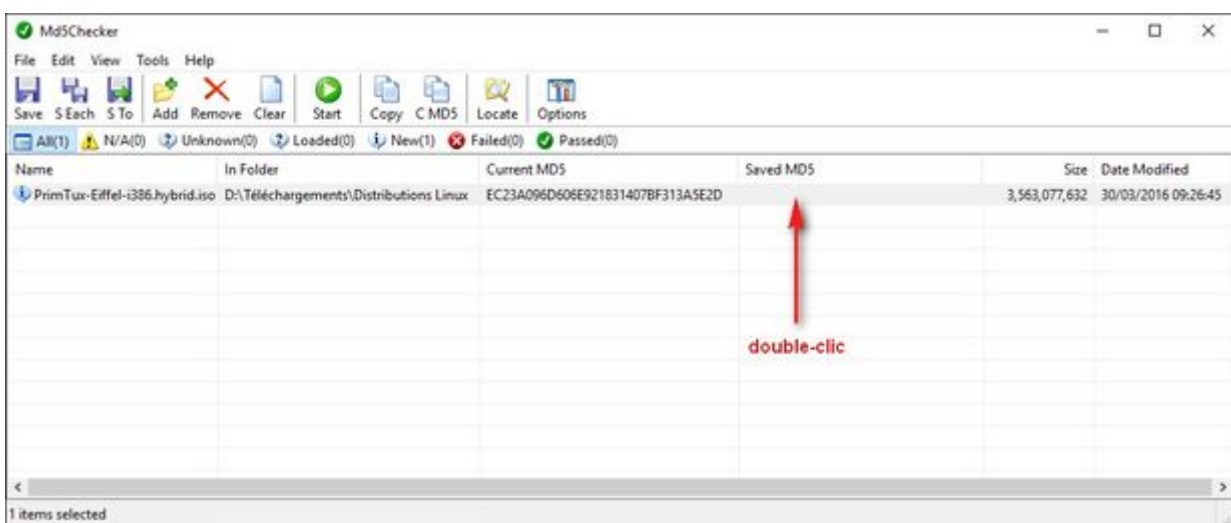 Md5Checker
File Edit View Tools Help
Save S Each S To Add Remove Clear Start Copy C MD5 Locate Options
All(1) N/A(0) Unknown(0) Loaded(0) New(1) Failed(0) Passed(0)
Name In Folder Current MD5 Saved MD5 Size Date Modified
PrimTux-Eiffel-i386.hybrid.iso D:\Téléchargements\Distributions Linux EC23A096D606E921831407BF313A5E2D 3,563,077,632 30/03/2016 09:26:45
double-clic
1 items selected